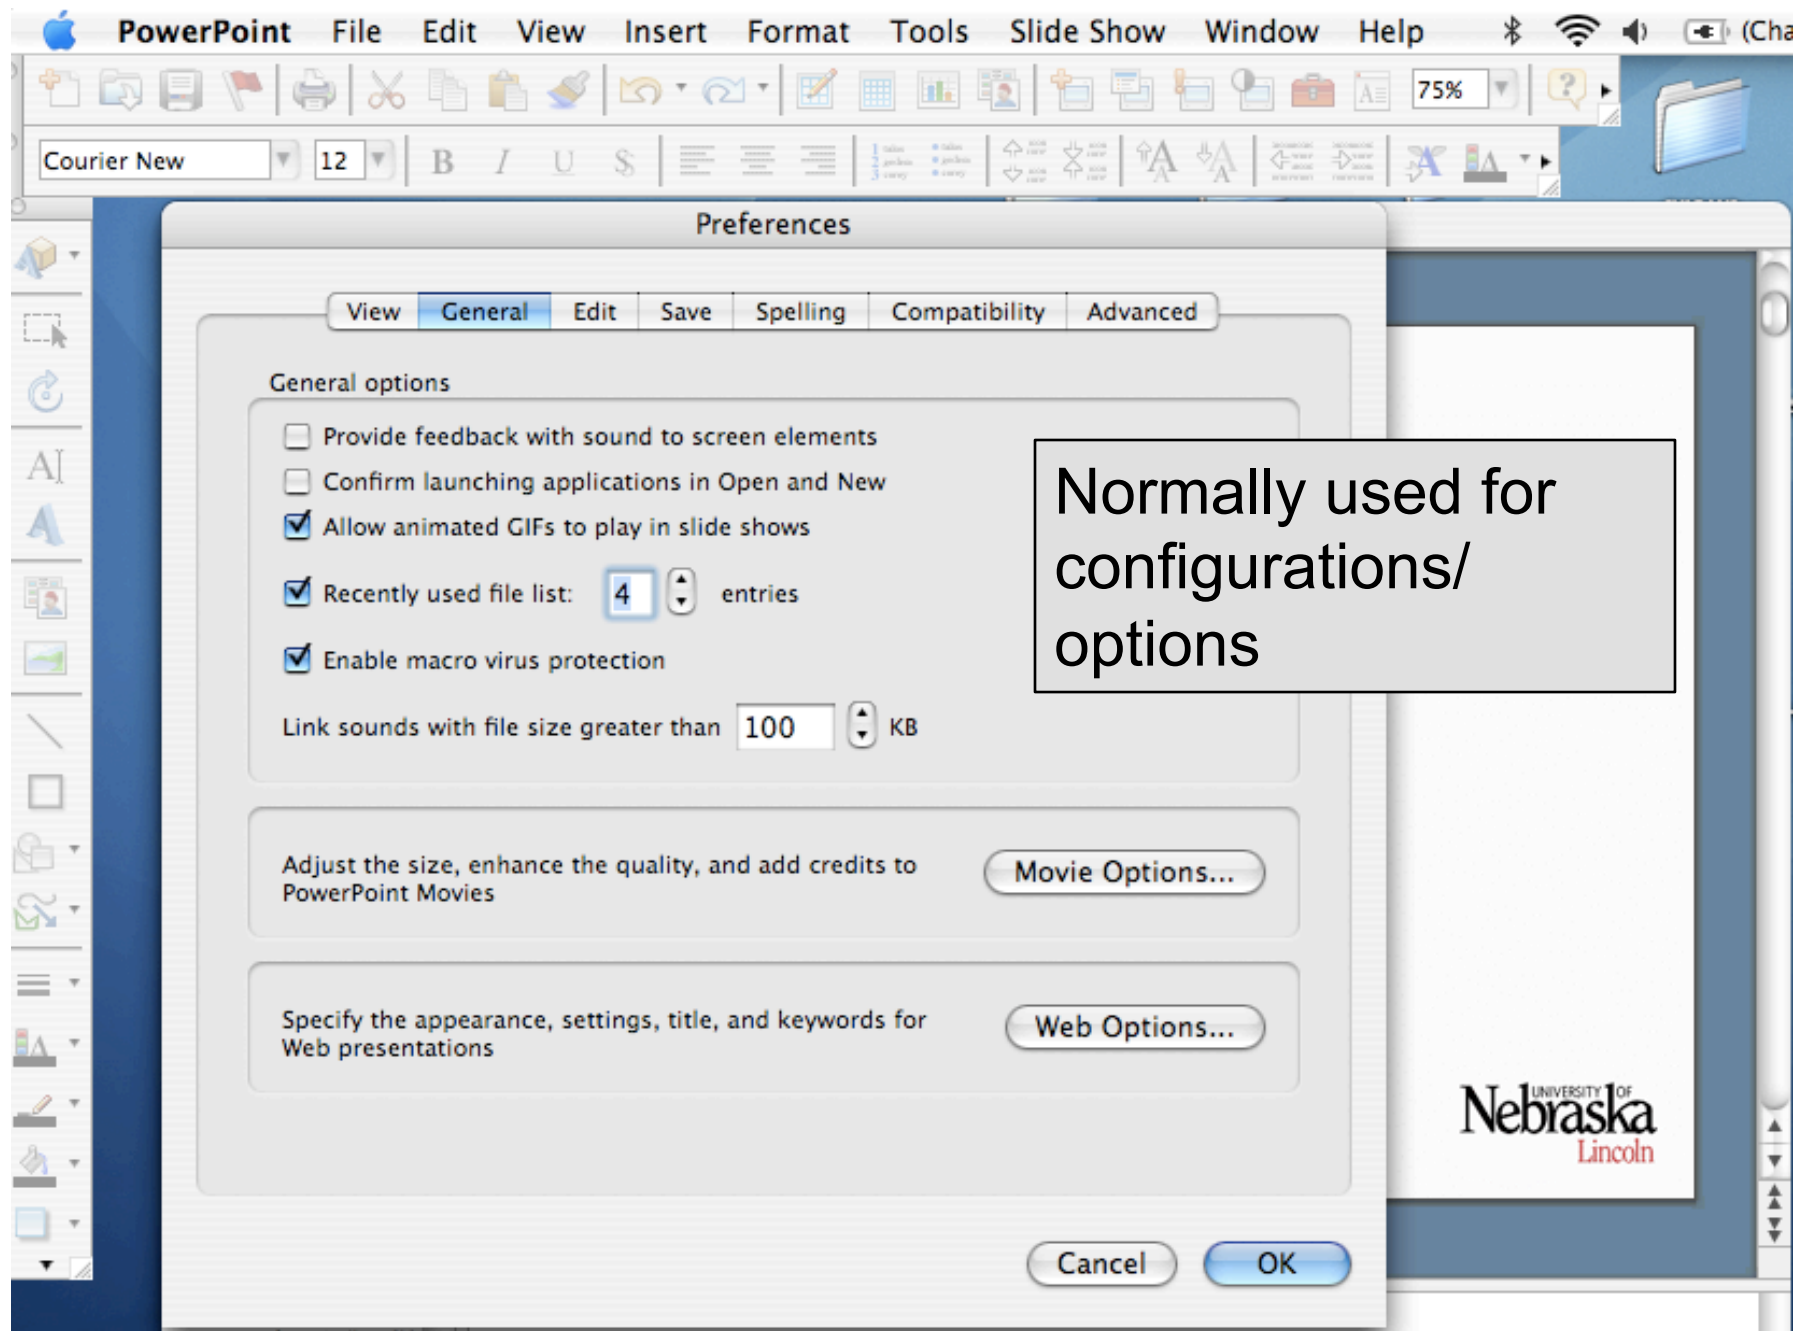 PowerPoint File Edit View Insert Format Tools Slide Show Window Help (Cha
75%
Courier New 12 B I U S
Preferences
View General Edit Save Spelling Compatibility Advanced
General options
Provide feedback with sound to screen elements
Confirm launching applications in Open and New
Allow animated GIFs to play in slide shows
Recently used file list: 4 entries
Enable macro virus protection
Link sounds with file size greater than 100 KB
Normally used for
configurations/
options
Adjust the size, enhance the quality, and add credits to
PowerPoint Movies
Movie Options...
Specify the appearance, settings, title, and keywords for
Web presentations
Web Options...
UNIVERSITY OF
Nebraska
Lincoln
Cancel OK